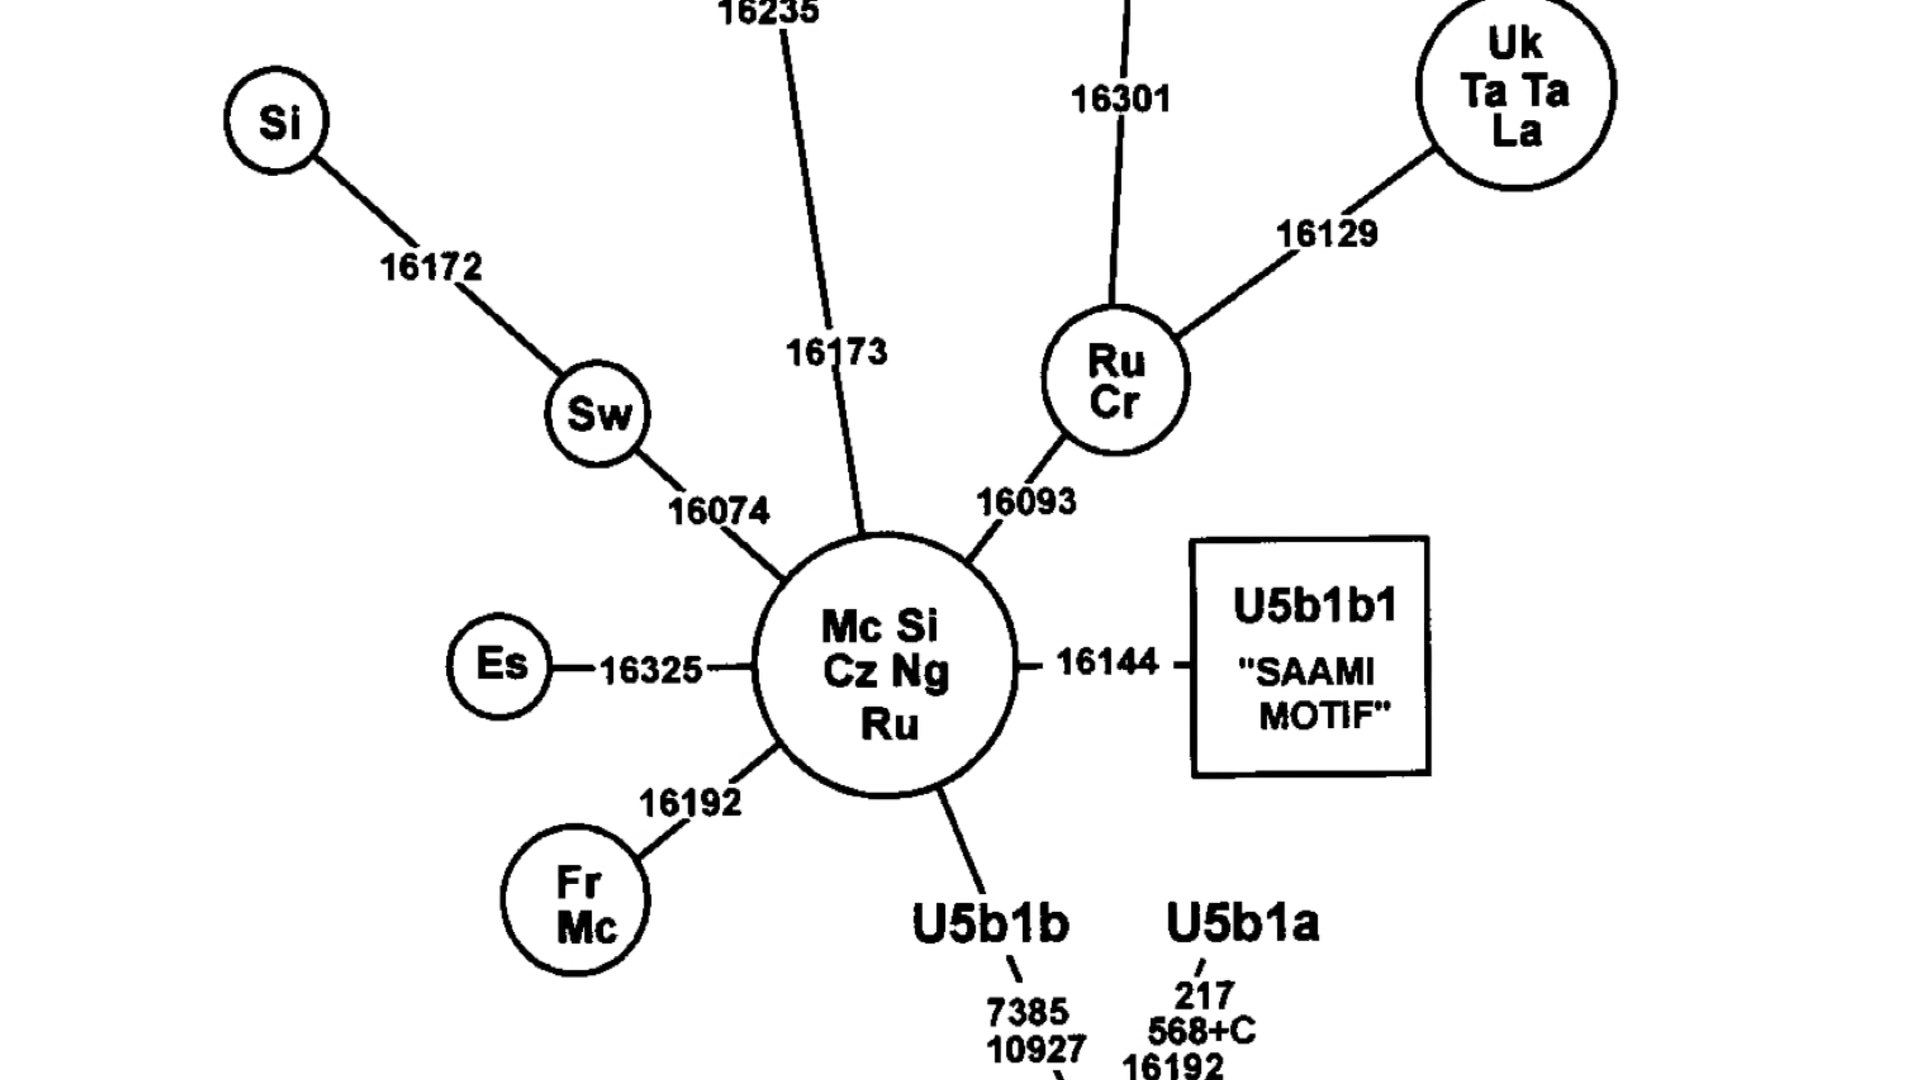 16235
Uk
Ta Ta
La
16301
Si
16129
16172
16173
Ru
Cr
Sw
16093
16074
U5b1b1
"SAAMI
MOTIF"
Mc Si
Cz Ng
Ru
16144
Es
16325
16192
Fr
Mc
U5b1b
U5b1a
7385
10927
217
568+C
16192